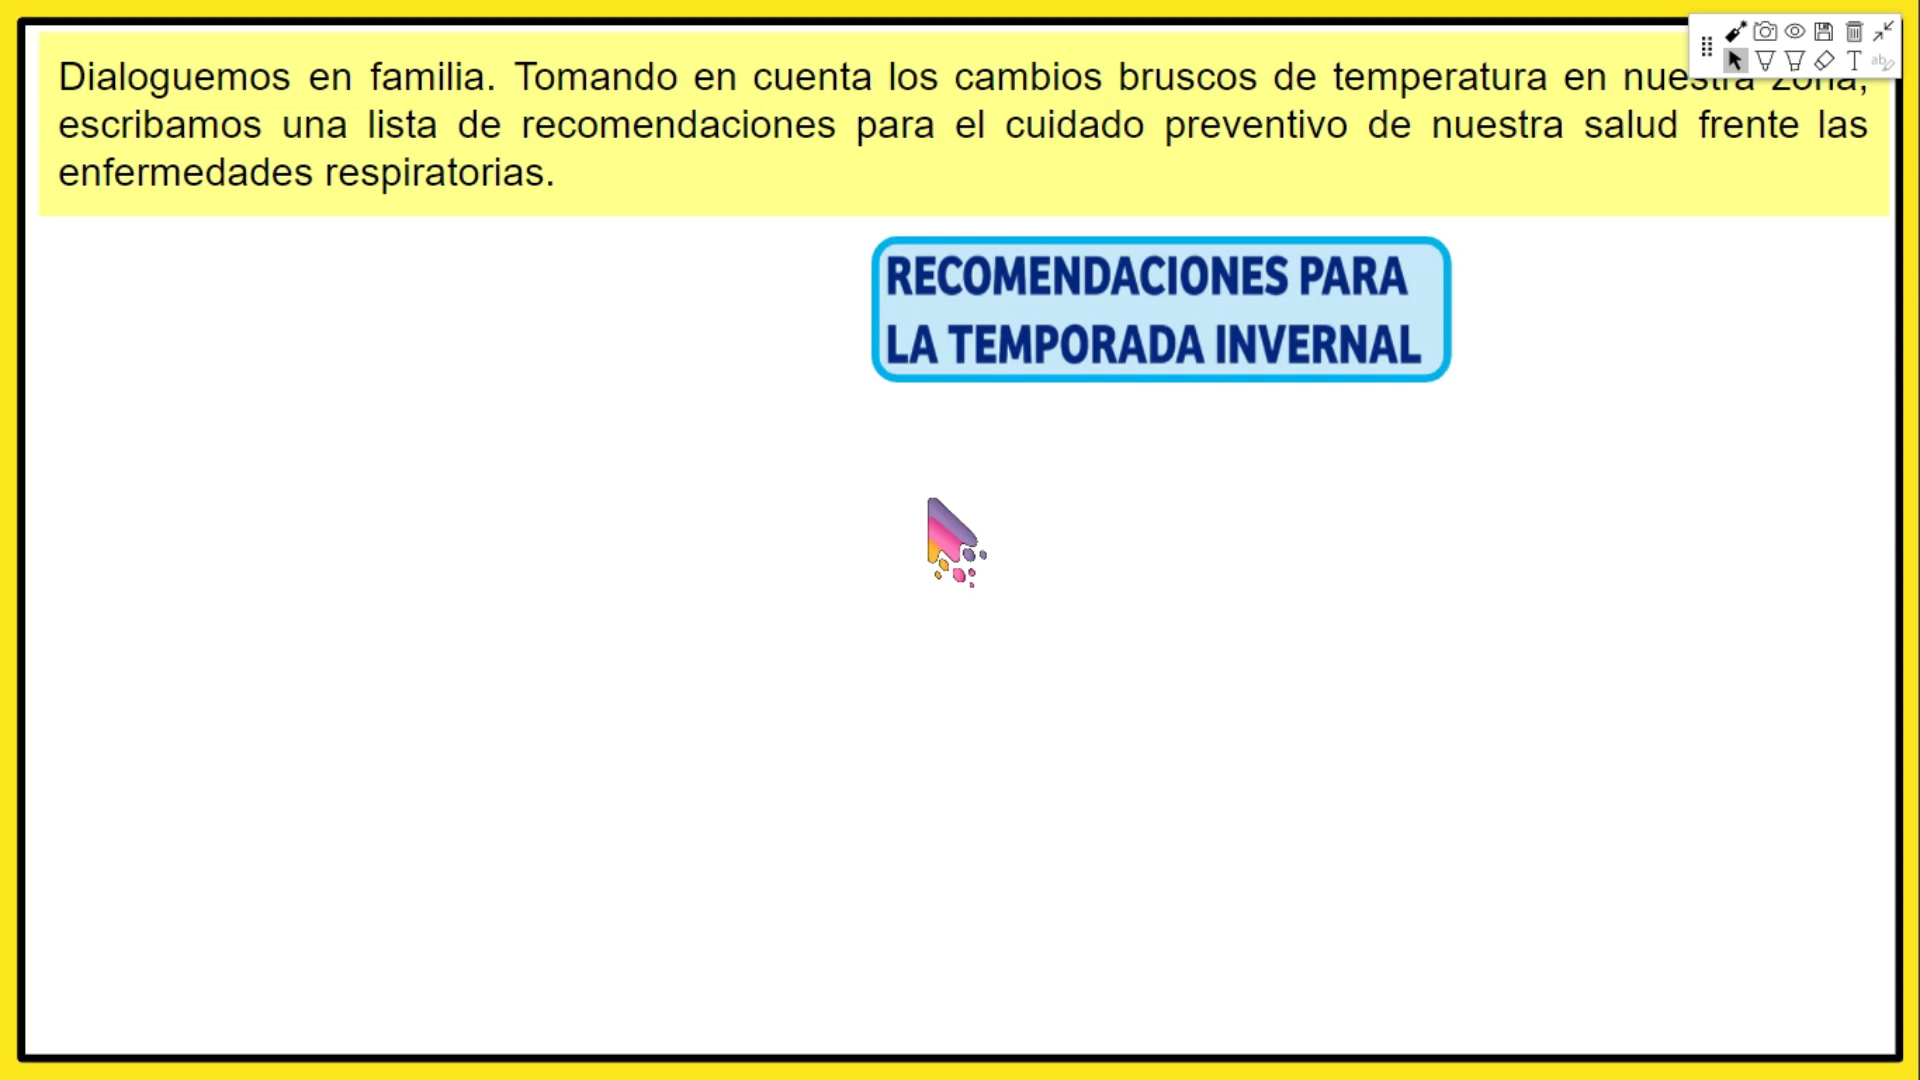 Dialoguemos en familia. Tomando en cuenta los cambios bruscos de temperatura en nuestra zona,
escribamos una lista de recomendaciones para el cuidado preventivo de nuestra salud frente las
enfermedades respiratorias.
RECOMENDACIONES PARA
LA TEMPORADA INVERNAL